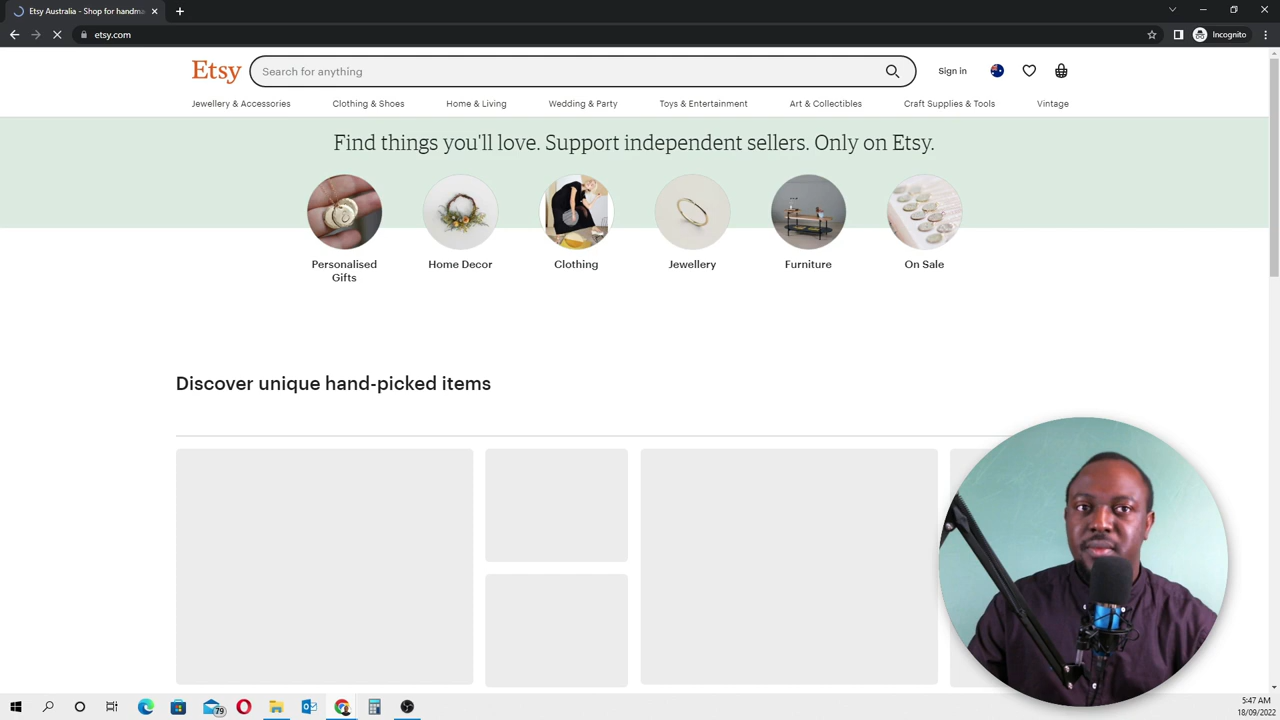 Etsy Australia - Shop for handma
etsy.com
Incognito
Etsy
Search for anything
Sign in
Jewellery & Accessories
Clothing & Shoes
Home & Living
Wedding & Party
Toys & Entertainment
Art & Collectibles
Craft Supplies & Tools
Vintage
Find things you'll love. Support independent sellers. Only on Etsy.
Personalised
Gifts
Home Decor
Clothing
Jewellery
Furniture
On Sale
Discover unique hand-picked items
79
5:47 AM
18/09/2022